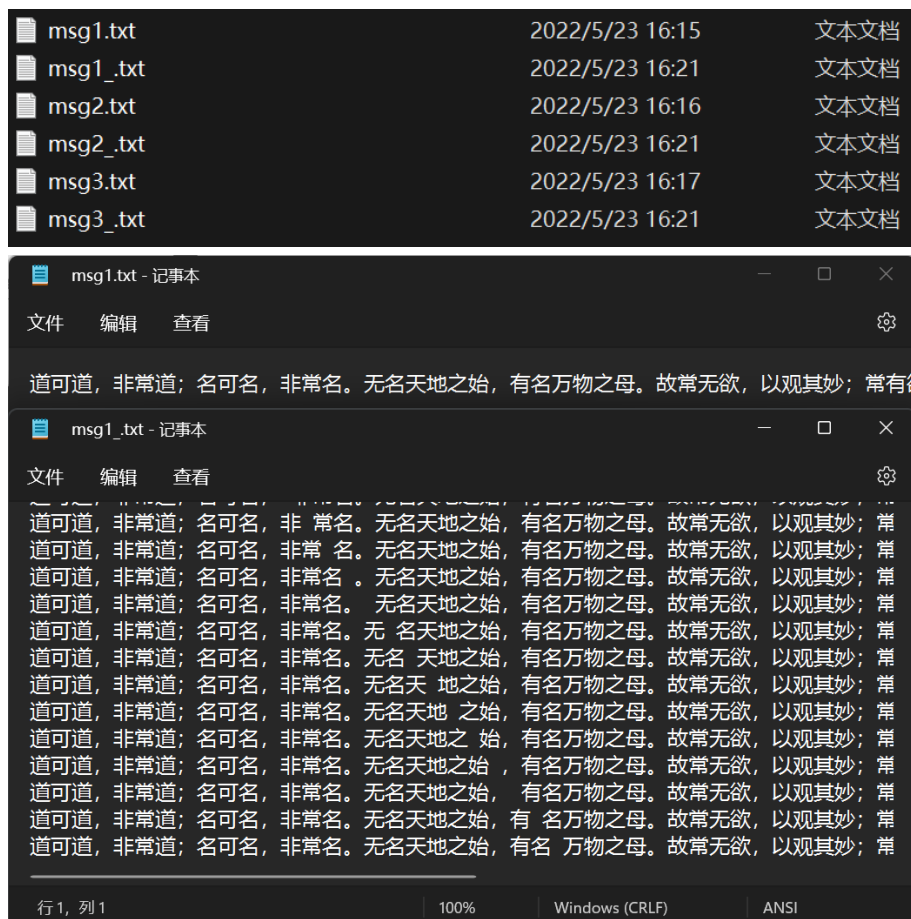 msg1.txt 2022/5/23 16:15 文本文档
msg1_.txt 2022/5/23 16:21 文本文档
msg2.txt 2022/5/23 16:16 文本文档
msg2_.txt 2022/5/23 16:21 文本文档
msg3.txt 2022/5/23 16:17 文本文档
msg3_.txt 2022/5/23 16:21 文本文档
msg1.txt - 记事本
文件 编辑 查看
道可道，非常道；名可名，非常名。无名天地之始，有名万物之母。故常无欲，以观其妙；常有
msg1_.txt - 记事本
文件 编辑 查看
道可道，非常道；名可名，非 常名。无名天地之始，有名万物之母。故常无欲，以观其妙；常
道可道，非常道；名可名，非常 名。无名天地之始，有名万物之母。故常无欲，以观其妙；常
道可道，非常道；名可名，非常名 。无名天地之始，有名万物之母。故常无欲，以观其妙；常
道可道，非常道；名可名，非常名。 无名天地之始，有名万物之母。故常无欲，以观其妙；常
道可道，非常道；名可名，非常名。无 名天地之始，有名万物之母。故常无欲，以观其妙；常
道可道，非常道；名可名，非常名。无名 天地之始，有名万物之母。故常无欲，以观其妙；常
道可道，非常道；名可名，非常名。无名天 地之始，有名万物之母。故常无欲，以观其妙；常
道可道，非常道；名可名，非常名。无名天地 之始，有名万物之母。故常无欲，以观其妙；常
道可道，非常道；名可名，非常名。无名天地之 始，有名万物之母。故常无欲，以观其妙；常
道可道，非常道；名可名，非常名。无名天地之始 ，有名万物之母。故常无欲，以观其妙；常
道可道，非常道；名可名，非常名。无名天地之始， 有名万物之母。故常无欲，以观其妙；常
道可道，非常道；名可名，非常名。无名天地之始，有 名万物之母。故常无欲，以观其妙；常
道可道，非常道；名可名，非常名。无名天地之始，有名 万物之母。故常无欲，以观其妙；常
行 1，列 1 100% Windows (CRLF) ANSI